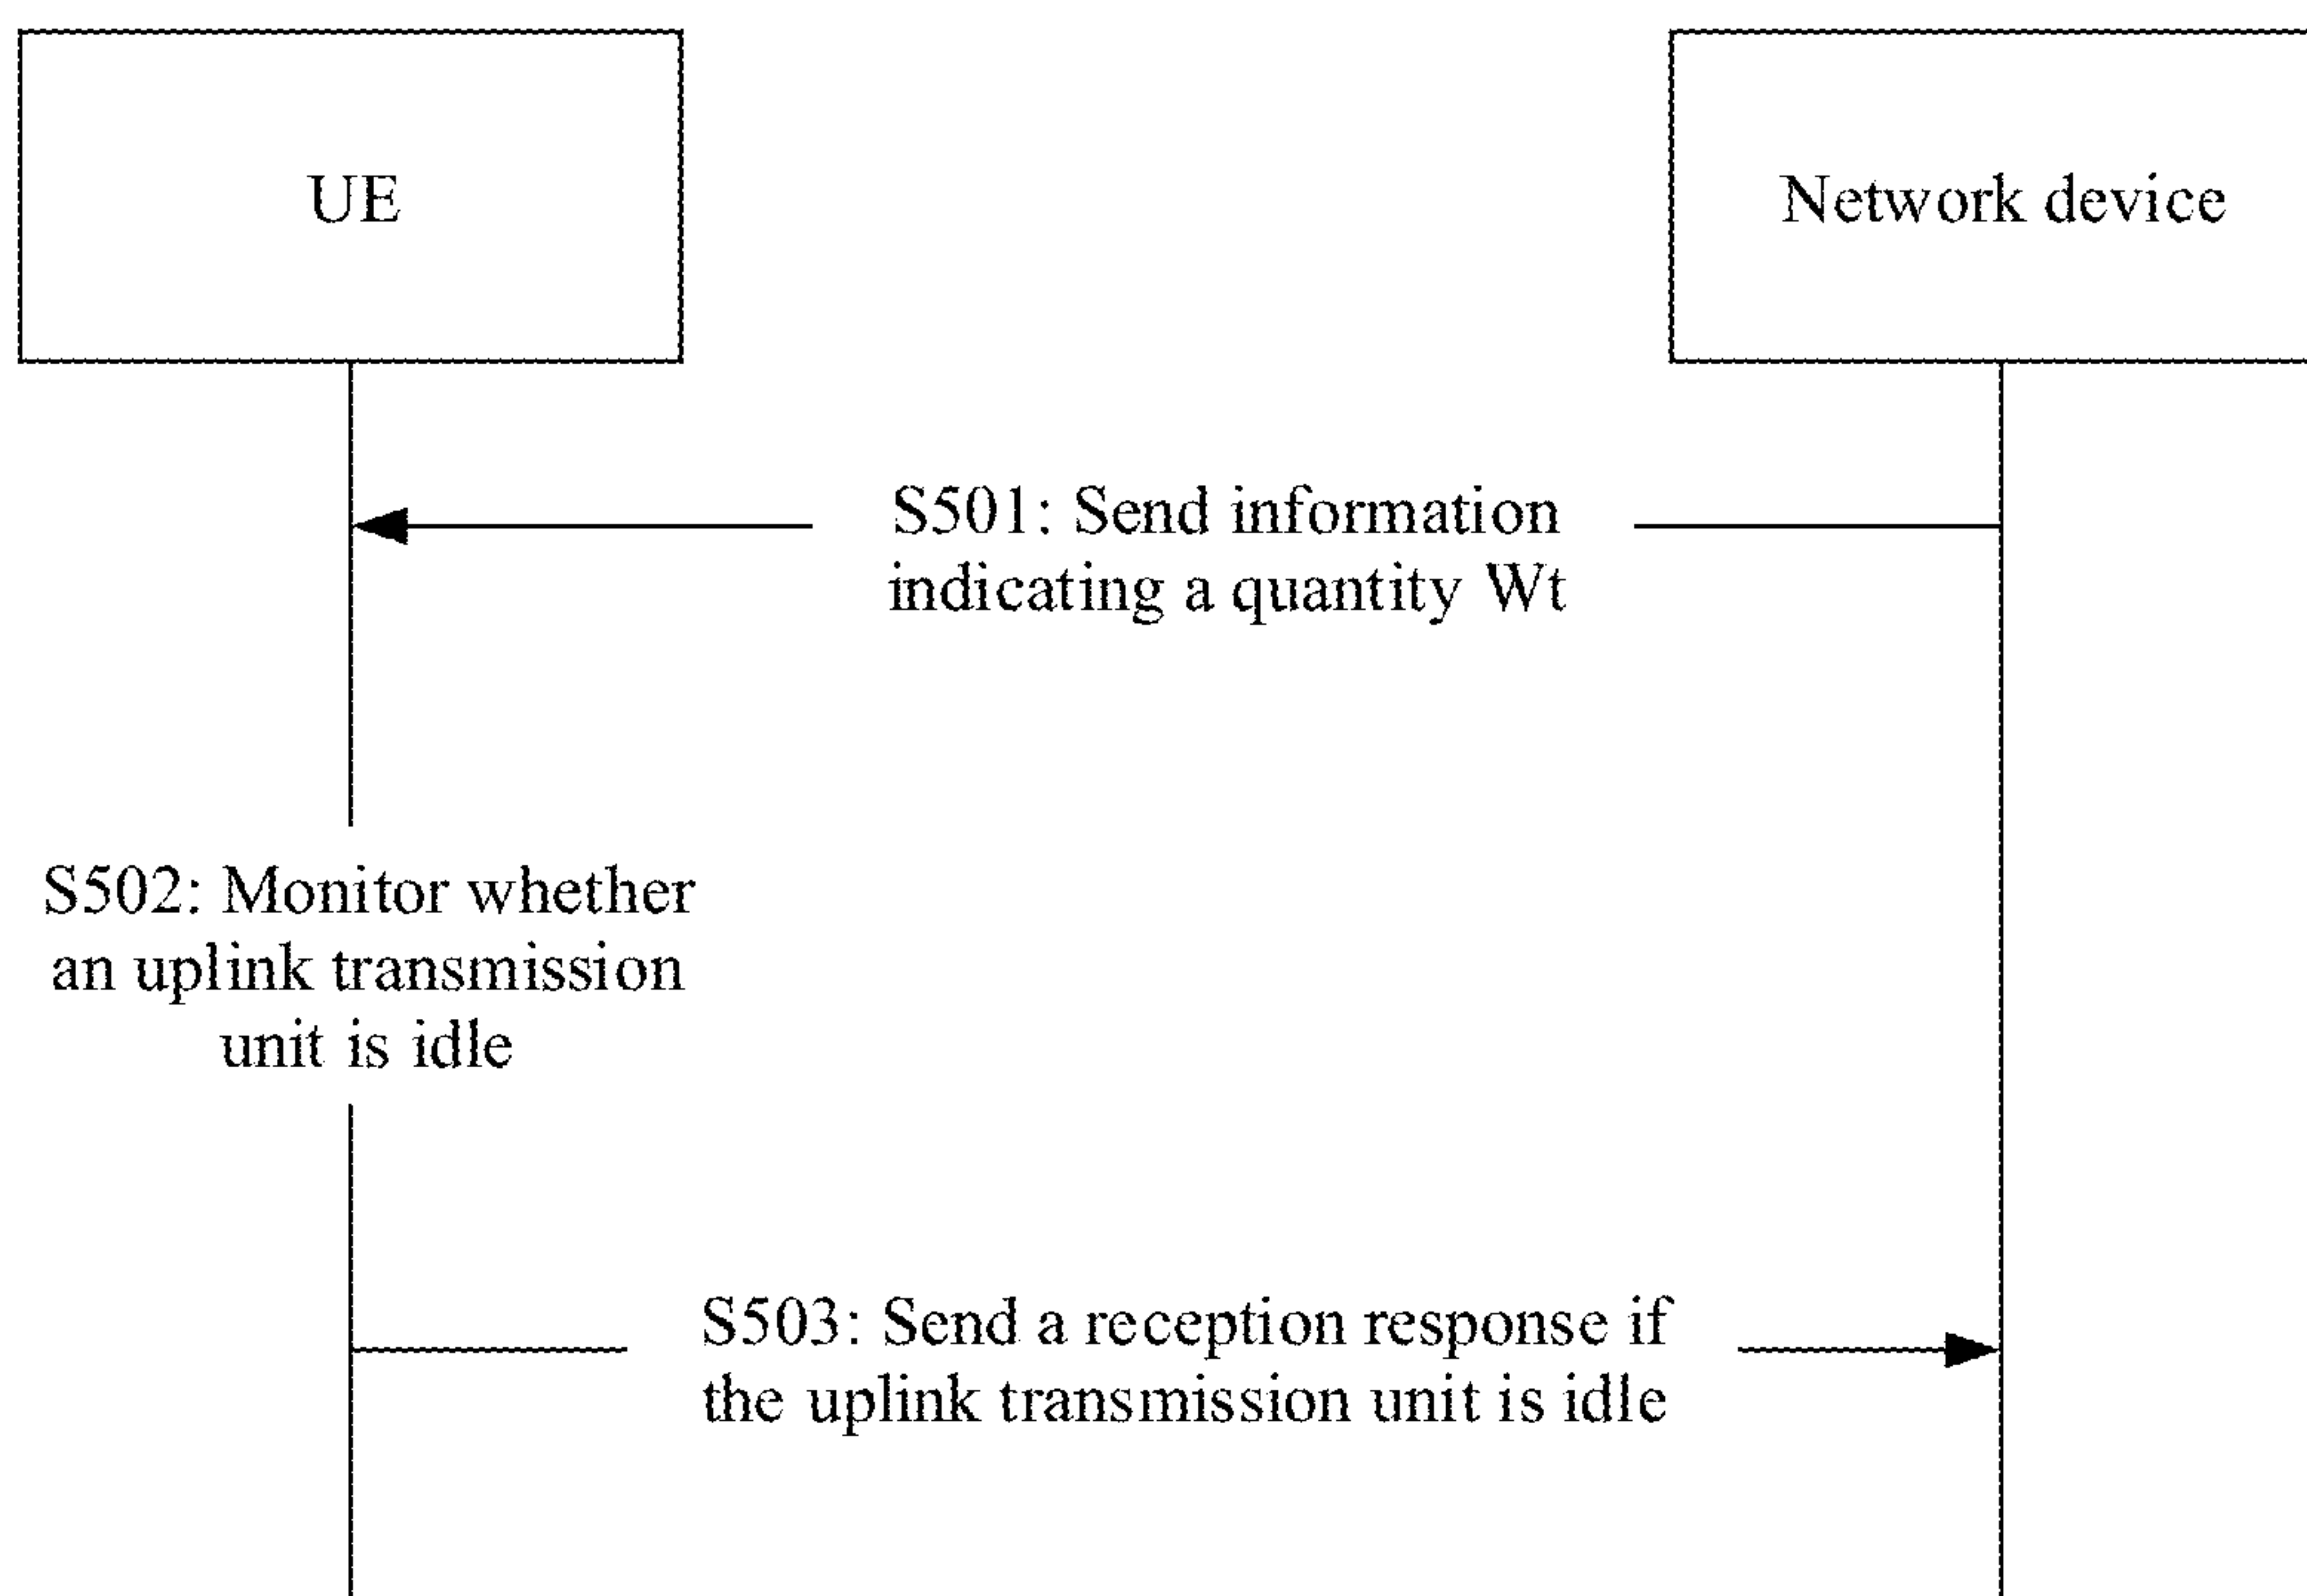 UE
Network device
S501: Send information
indicating a quantity Wt
S502: Monitor whether
an uplink transmission
unit is idle
S503: Send a reception response if
the uplink transmission unit is idle